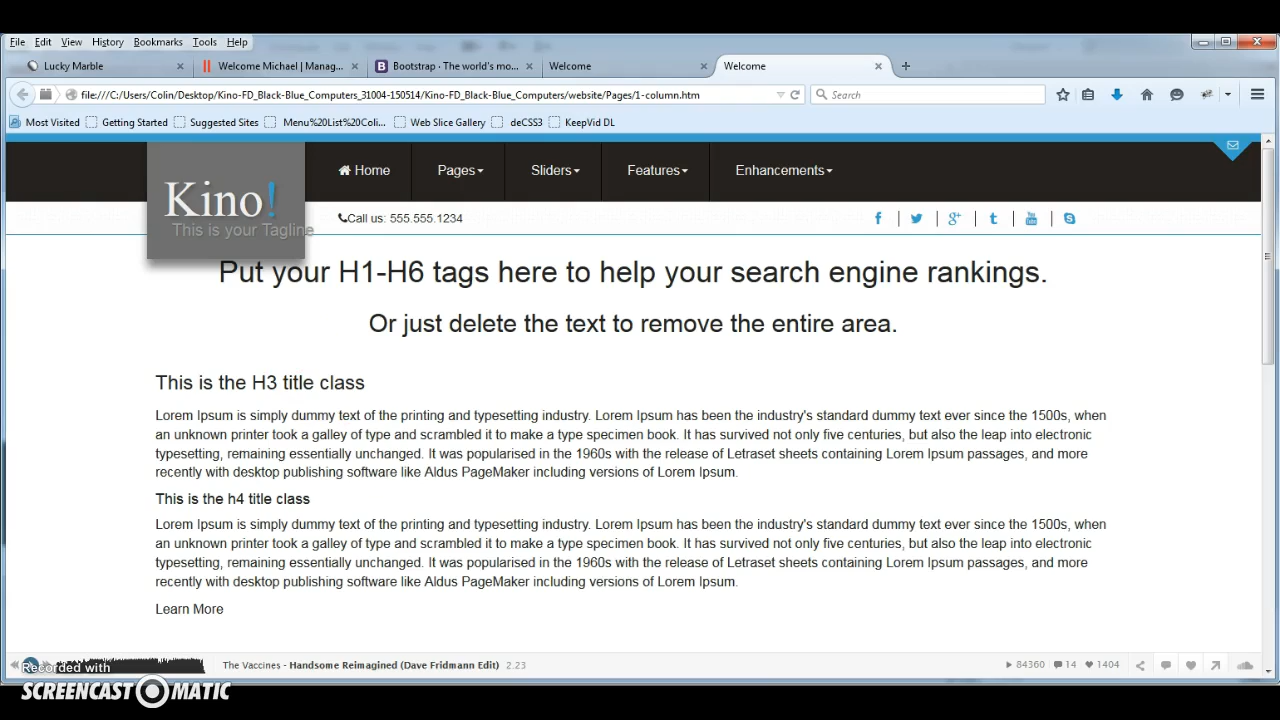 File Edit View History Bookmarks Tools Help
Lucky Marble Welcome Michael | Manag... Bootstrap · The world's mo... Welcome Welcome
file:///C:/Users/Colin/Desktop/Kino-FD_Black-Blue_Computers_31004-150514/Kino-FD_Black-Blue_Computers/website/Pages/1-column.htm Search
Most Visited Getting Started Suggested Sites Menu%20List%20Coli... Web Slice Gallery deCSS3 KeepVid DL
Home Pages Sliders Features Enhancements
Kino!
This is your Tagline
Call us: 555.555.1234
Put your H1-H6 tags here to help your search engine rankings.
Or just delete the text to remove the entire area.
This is the H3 title class
Lorem Ipsum is simply dummy text of the printing and typesetting industry. Lorem Ipsum has been the industry's standard dummy text ever since the 1500s, when
an unknown printer took a galley of type and scrambled it to make a type specimen book. It has survived not only five centuries, but also the leap into electronic
typesetting, remaining essentially unchanged. It was popularised in the 1960s with the release of Letraset sheets containing Lorem Ipsum passages, and more
recently with desktop publishing software like Aldus PageMaker including versions of Lorem Ipsum.
This is the h4 title class
Lorem Ipsum is simply dummy text of the printing and typesetting industry. Lorem Ipsum has been the industry's standard dummy text ever since the 1500s, when
an unknown printer took a galley of type and scrambled it to make a type specimen book. It has survived not only five centuries, but also the leap into electronic
typesetting, remaining essentially unchanged. It was popularised in the 1960s with the release of Letraset sheets containing Lorem Ipsum passages, and more
recently with desktop publishing software like Aldus PageMaker including versions of Lorem Ipsum.
Learn More
The Vaccines - Handsome Reimagined (Dave Fridmann Edit) 2.23 84360 14 1404
Recorded with
SCREENCAST MATIC